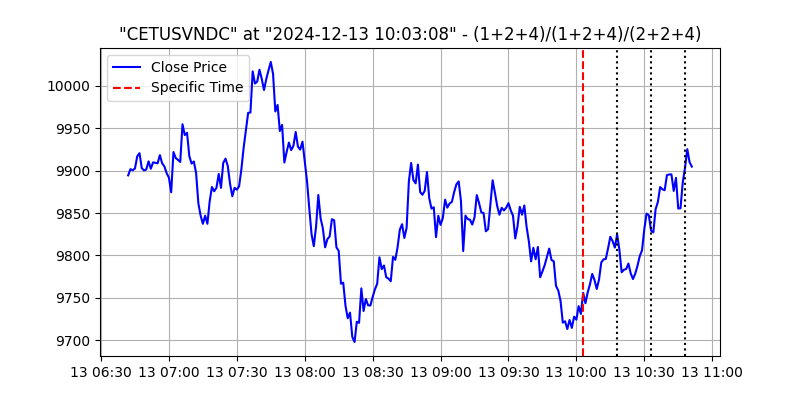 "CETUSVNDC" at "2024-12-13 10:03:08" - (1+2+4)/(1+2+4)/(2+2+4)
Close Price
Specific Time
10000
9950
9900
9850
9800
9750
9700
13 06:30 13 07:00 13 07:30 13 08:00 13 08:30 13 09:00 13 09:30 13 10:00 13 10:30 13 11:00